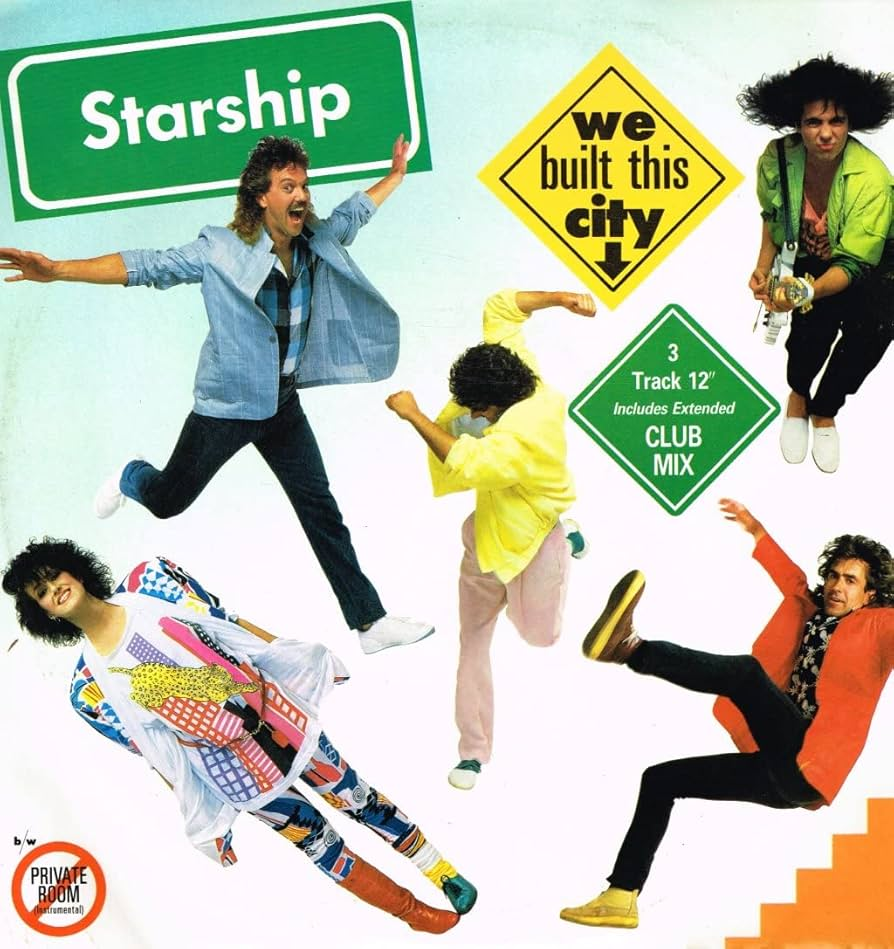 Starship
we
built this
city
3
Track 12"
Includes Extended
CLUB
MIX
b/w
PRIVATE
ROOM
(Instrumental)